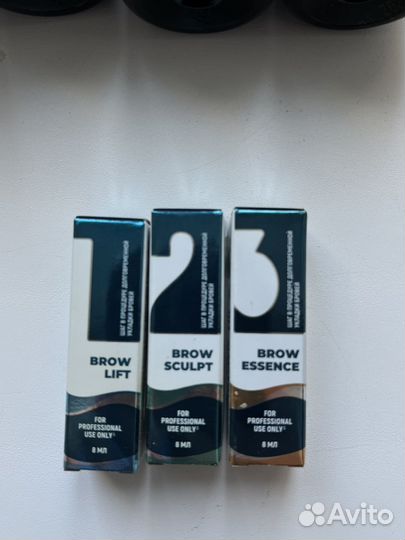 1
ШАГ В ПРОЦЕДУРЕ ДОЛГОВРЕМЕННОЙ
УКЛАДКИ БРОВЕЙ
BROW
LIFT
FOR
PROFESSIONAL
USE ONLY
8 МЛ
2
ШАГ В ПРОЦЕДУРЕ ДОЛГОВРЕМЕННОЙ
УКЛАДКИ БРОВЕЙ
BROW
SCULPT
FOR
PROFESSIONAL
USE ONLY
8 МЛ
3
ШАГ В ПРОЦЕДУРЕ ДОЛГОВРЕМЕННОЙ
УКЛАДКИ БРОВЕЙ
BROW
ESSENCE
FOR
PROFESSIONAL
USE ONLY
8 МЛ
Avito